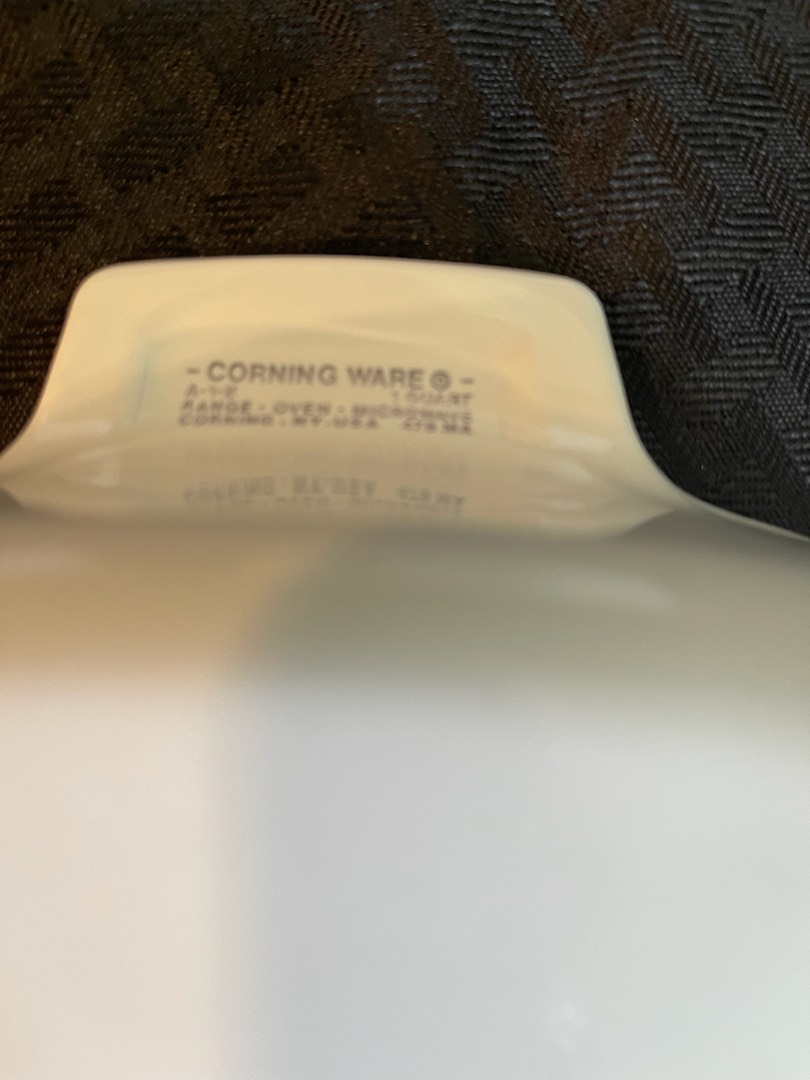 - CORNING WARE ® -
A-1-B 1 QUART
RANGE - OVEN - MICROWAVE
CORNING . NY. USA